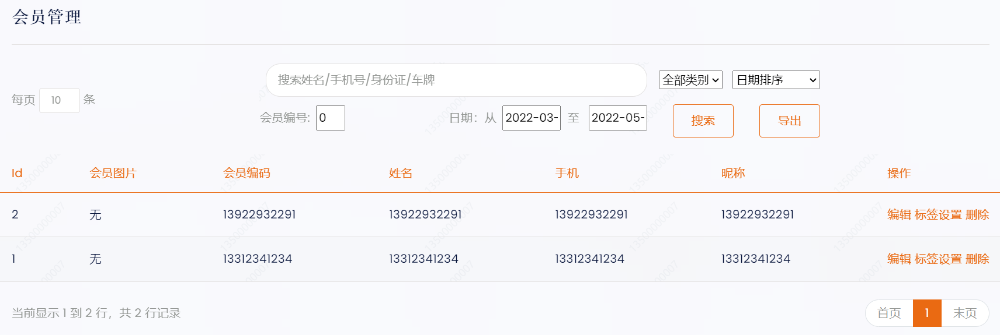 会员管理
搜索姓名/手机号/身份证/车牌 全部类别 日期排序
每页 10 条
会员编号: 0 日期：从 2022-03- 至 2022-05- 搜索 导出
Id 会员图片 会员编码 姓名 手机 昵称 操作
2 无 13922932291 13922932291 13922932291 13922932291 编辑 标签设置 删除
1 无 13312341234 13312341234 13312341234 13312341234 编辑 标签设置 删除
当前显示 1 到 2 行，共 2 行记录 首页 1 末页